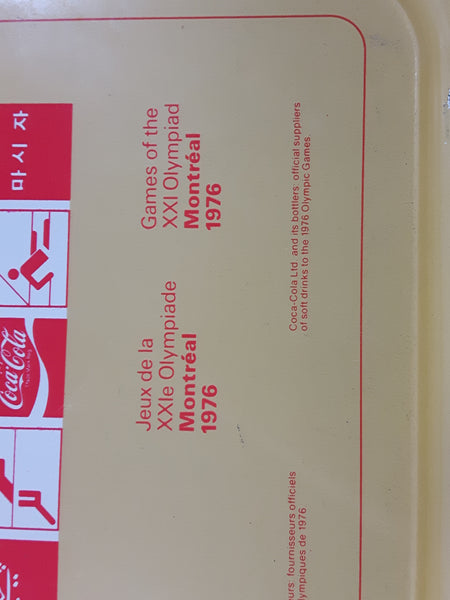 Coca-Cola
마시자
Jeux de la
XXIe Olympiade
Montréal
1976
Games of the
XXI Olympiad
Montréal
1976
urs: fournisseurs officiels
lympiques de 1976
Coca-Cola Ltd. and its bottlers: official suppliers
of soft drinks to the 1976 Olympic Games.